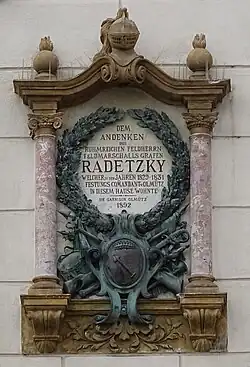 DEM
ANDENKEN
DES
RUHMREICHEN FELDHERRN
FELDMARSCHALLS GRAFEN
RADETZKY
WELCHER IN DEN JAHREN 1829-1831
FESTUNGS COMANDANT OLMÜTZ
IN DIESEM HAUSE WOHNTE
DIE GARNISON OLMÜTZ
1892